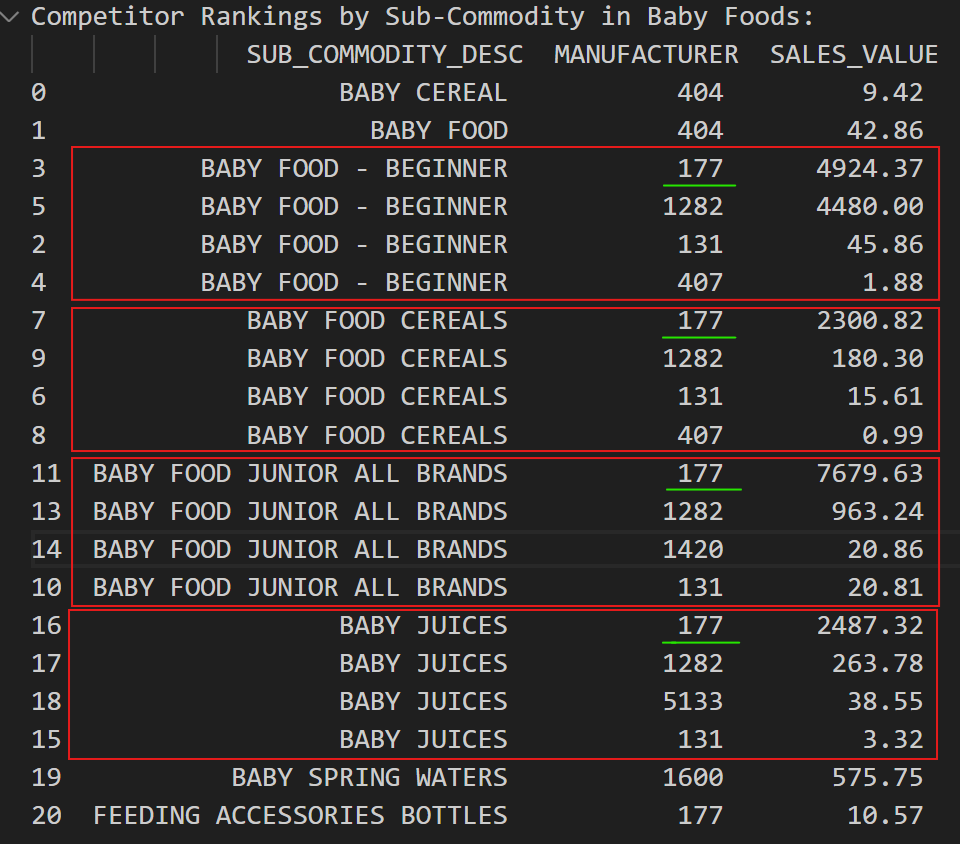 Competitor Rankings by Sub-Commodity in Baby Foods:
SUB_COMMODITY_DESC MANUFACTURER SALES_VALUE
0 BABY CEREAL 404 9.42
1 BABY FOOD 404 42.86
3 BABY FOOD - BEGINNER 177 4924.37
5 BABY FOOD - BEGINNER 1282 4480.00
2 BABY FOOD - BEGINNER 131 45.86
4 BABY FOOD - BEGINNER 407 1.88
7 BABY FOOD CEREALS 177 2300.82
9 BABY FOOD CEREALS 1282 180.30
6 BABY FOOD CEREALS 131 15.61
8 BABY FOOD CEREALS 407 0.99
11 BABY FOOD JUNIOR ALL BRANDS 177 7679.63
13 BABY FOOD JUNIOR ALL BRANDS 1282 963.24
14 BABY FOOD JUNIOR ALL BRANDS 1420 20.86
10 BABY FOOD JUNIOR ALL BRANDS 131 20.81
16 BABY JUICES 177 2487.32
17 BABY JUICES 1282 263.78
18 BABY JUICES 5133 38.55
15 BABY JUICES 131 3.32
19 BABY SPRING WATERS 1600 575.75
20 FEEDING ACCESSORIES BOTTLES 177 10.57